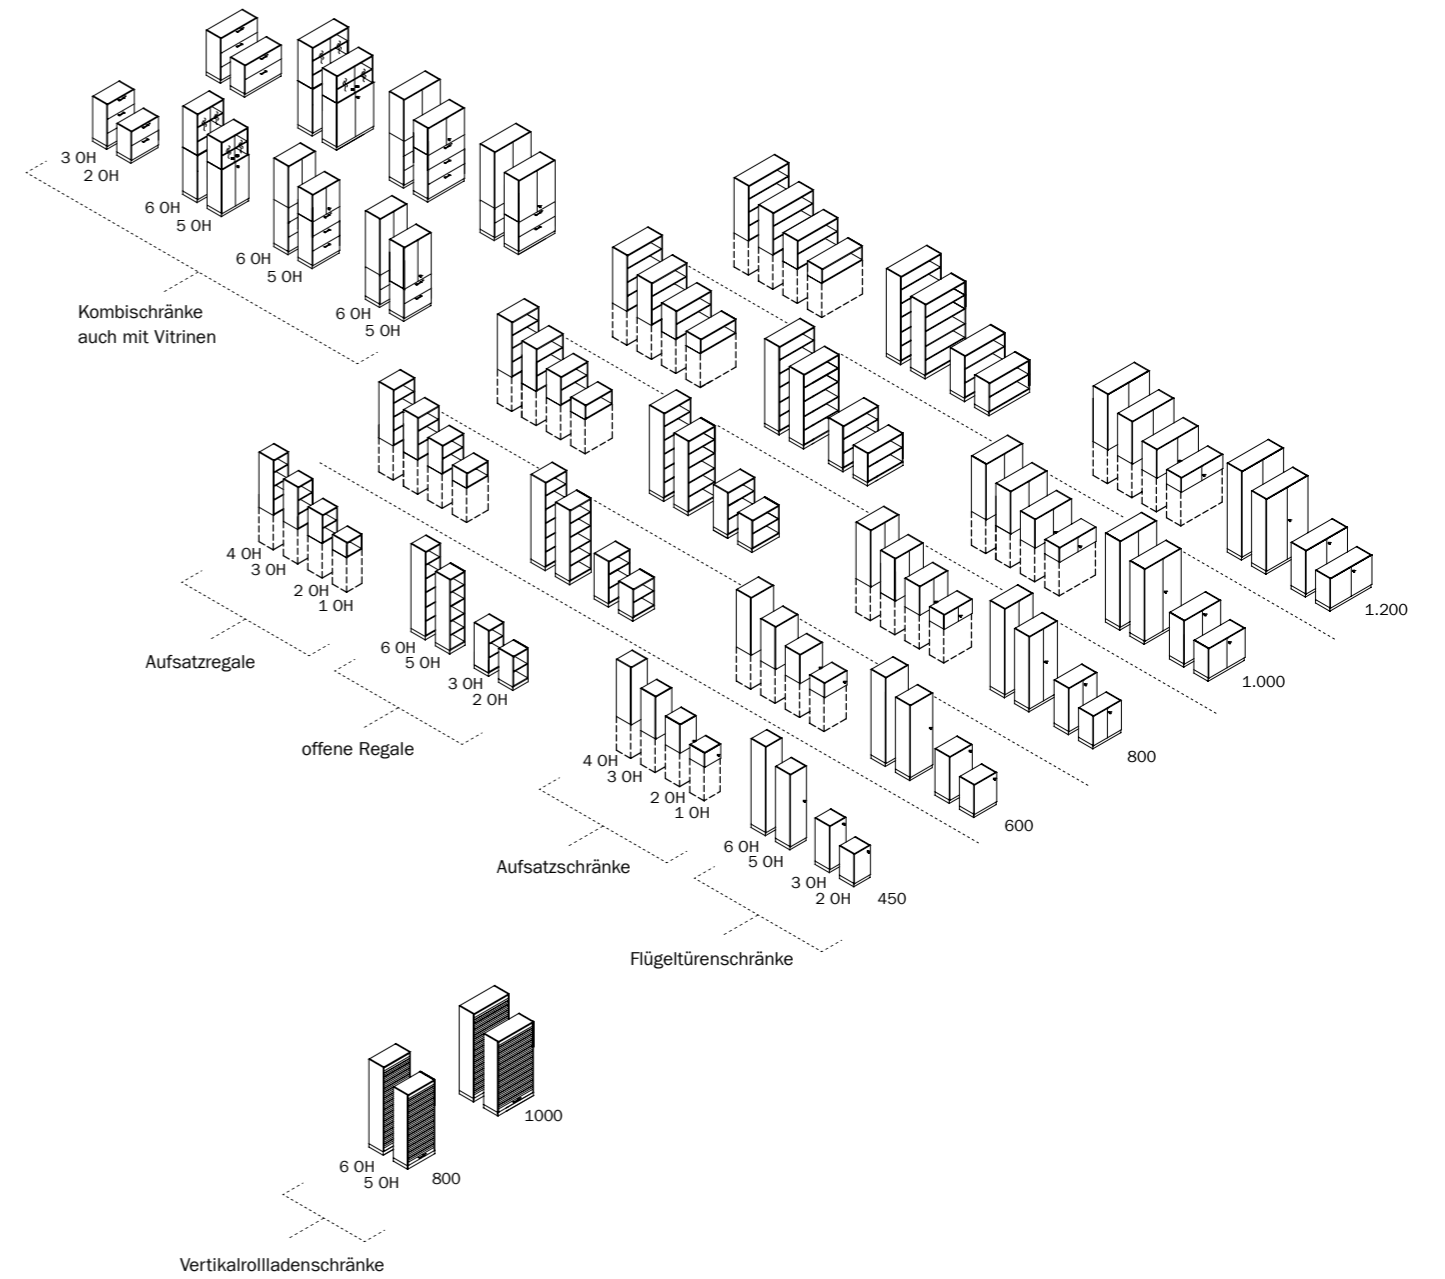 3 OH
2 OH
6 OH
5 OH
6 OH
5 OH
6 OH
5 OH
Kombischränke
auch mit Vitrinen
4 OH
3 OH
2 OH
1 OH
Aufsatzregale
6 OH
5 OH
3 OH
2 OH
offene Regale
4 OH
3 OH
2 OH
1 OH
Aufsatzschränke
6 OH
5 OH
3 OH
2 OH
Flügeltürenschränke
450
600
800
1.000
1.200
6 OH
5 OH
800
1000
Vertikalrollladenschränke